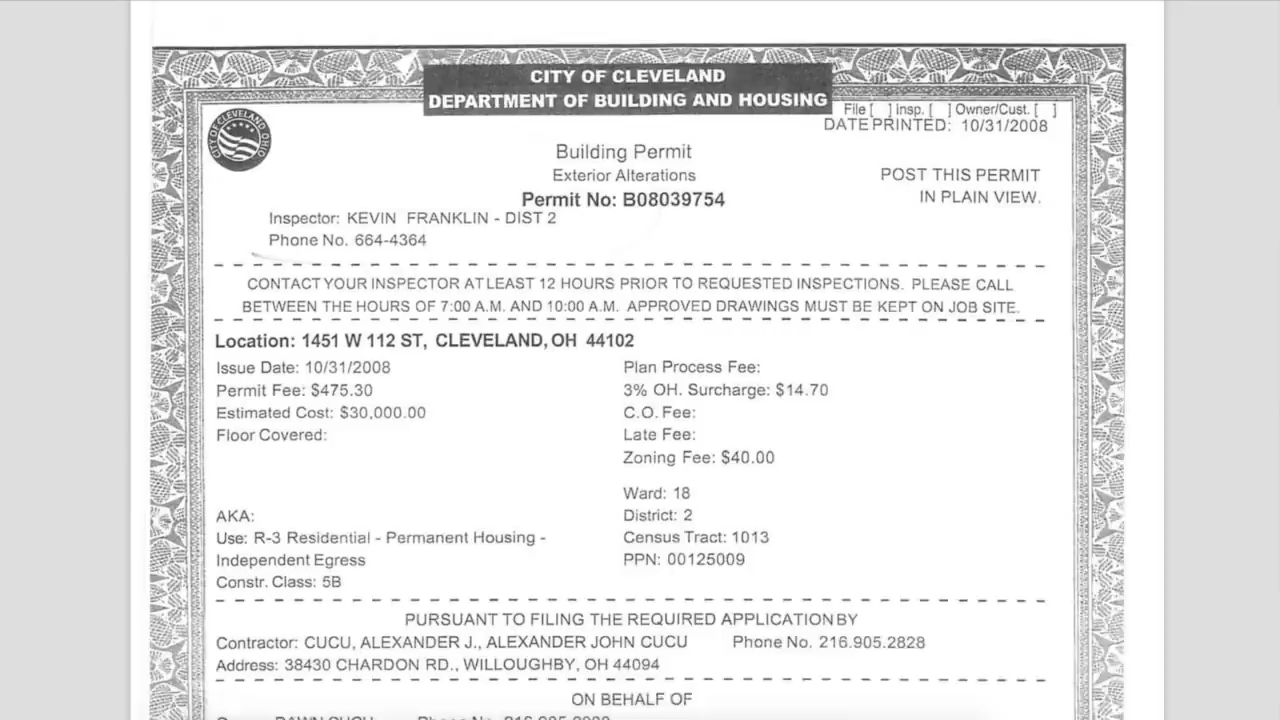 CITY OF CLEVELAND
DEPARTMENT OF BUILDING AND HOUSING
File [ ] Insp. [ ] Owner/Cust. [ ]
DATE PRINTED: 10/31/2008
CITY OF CLEVELAND, OHIO
Building Permit
Exterior Alterations
Permit No: B08039754
POST THIS PERMIT
IN PLAIN VIEW.
Inspector: KEVIN FRANKLIN - DIST 2
Phone No. 664-4364
CONTACT YOUR INSPECTOR AT LEAST 12 HOURS PRIOR TO REQUESTED INSPECTIONS. PLEASE CALL
BETWEEN THE HOURS OF 7:00 A.M. AND 10:00 A.M. APPROVED DRAWINGS MUST BE KEPT ON JOB SITE.
Location: 1451 W 112 ST, CLEVELAND, OH 44102
Issue Date: 10/31/2008
Permit Fee: $475.30
Estimated Cost: $30,000.00
Floor Covered:
Plan Process Fee:
3% OH. Surcharge: $14.70
C.O. Fee:
Late Fee:
Zoning Fee: $40.00
AKA:
Use: R-3 Residential - Permanent Housing -
Independent Egress
Constr. Class: 5B
Ward: 18
District: 2
Census Tract: 1013
PPN: 00125009
PURSUANT TO FILING THE REQUIRED APPLICATION BY
Contractor: CUCU, ALEXANDER J., ALEXANDER JOHN CUCU Phone No. 216.905.2828
Address: 38430 CHARDON RD., WILLOUGHBY, OH 44094
ON BEHALF OF